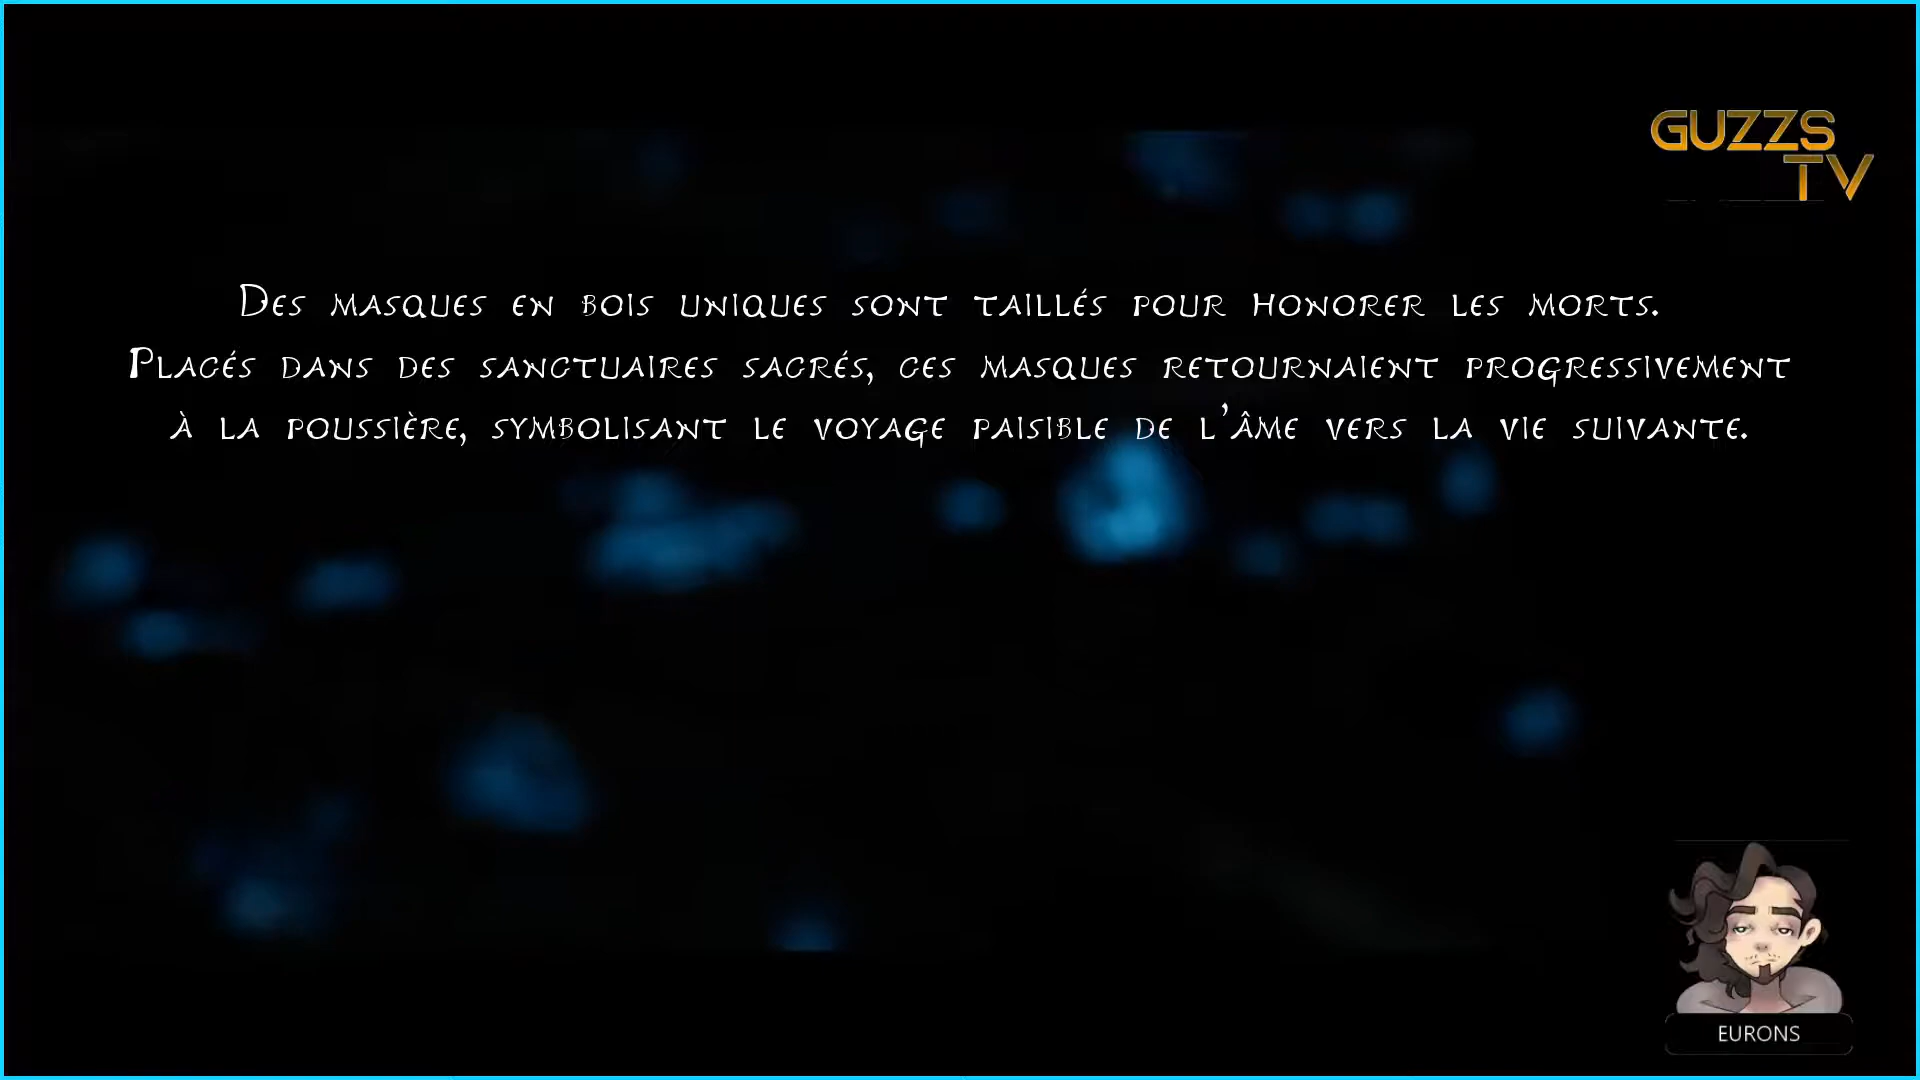 GUZZS
TV
Des masques en bois uniques sont taillés pour honorer les morts.
Placés dans des sanctuaires sacrés, ces masques retournaient progressivement
à la poussière, symbolisant le voyage paisible de l'âme vers la vie suivante.
EURONS